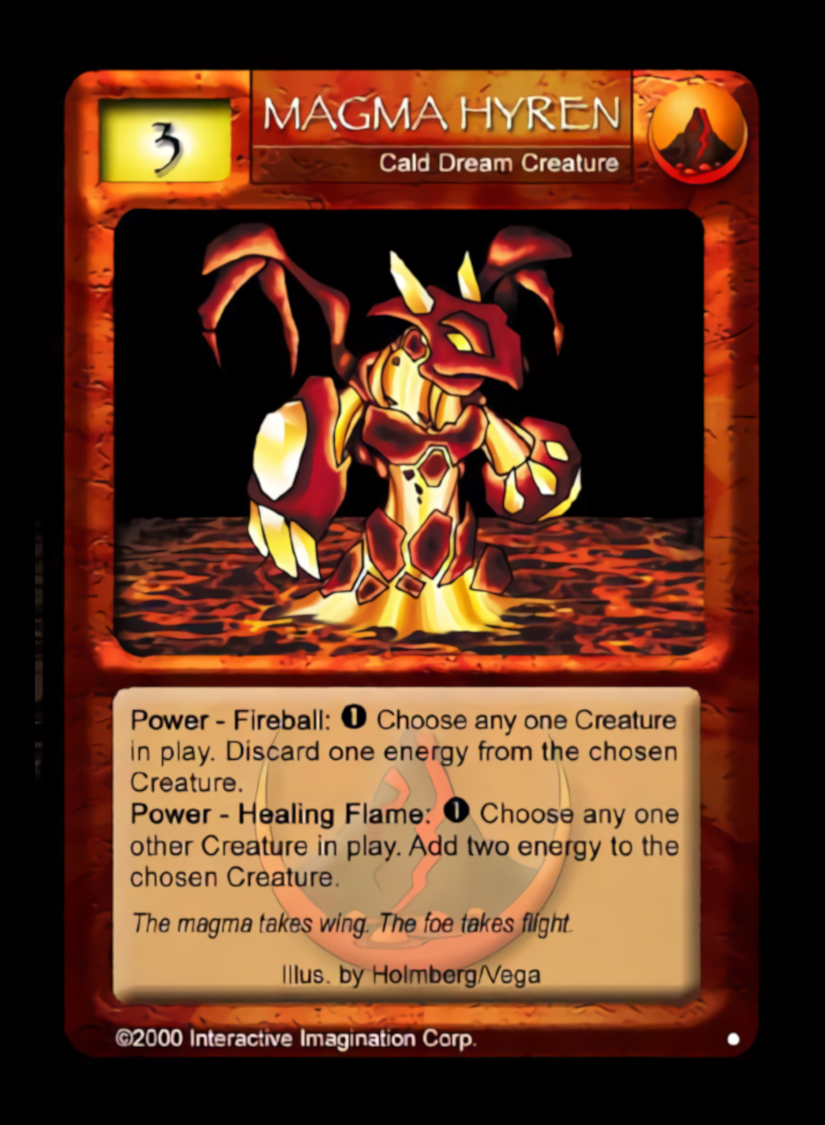 3
MAGMA HYREN
Cald Dream Creature
Power - Fireball: 1 Choose any one Creature
in play. Discard one energy from the chosen
Creature.
Power - Healing Flame: 1 Choose any one
other Creature in play. Add two energy to the
chosen Creature.
The magma takes wing. The foe takes flight.
Illus. by Holmberg/Vega
©2000 Interactive Imagination Corp.